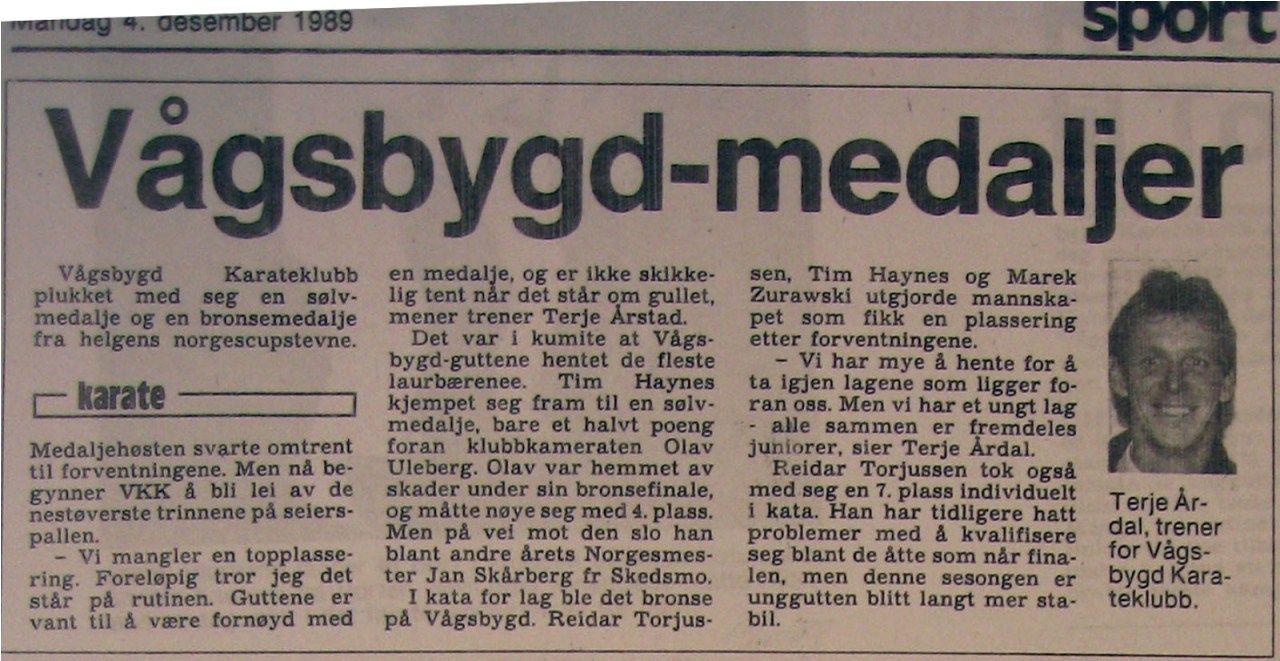 Mandag 4. desember 1989
sport
Vågsbygd-medaljer
Vågsbygd Karateklubb
plukket med seg en sølv-
medalje og en bronsemedalje
fra helgens norgescupstevne.
karate
Medaljehøsten svarte omtrent
til forventningene. Men nå be-
gynner VKK å bli lei av de
nestøverste trinnene på seiers-
pallen.
– Vi mangler en topplasse-
ring. Foreløpig tror jeg det
står på rutinen. Guttene er
vant til å være fornøyd med
en medalje, og er ikke skikke-
lig tent når det står om gullet,
mener trener Terje Årstad.
Det var i kumite at Vågs-
bygd-guttene hentet de fleste
laurbærenee. Tim Haynes
kjempet seg fram til en sølv-
medalje, bare et halvt poeng
foran klubbkameraten Olav
Uleberg. Olav var hemmet av
skader under sin bronsefinale,
og måtte nøye seg med 4. plass.
Men på vei mot den slo han
blant andre årets Norgesmes-
ter Jan Skårberg fr Skedsmo.
I kata for lag ble det bronse
på Vågsbygd. Reidar Torjus-
sen, Tim Haynes og Marek
Zurawski utgjorde mannska-
pet som fikk en plassering
etter forventningene.
– Vi har mye å hente for å
ta igjen lagene som ligger fo-
ran oss. Men vi har et ungt lag
- alle sammen er fremdeles
juniorer, sier Terje Årdal.
Reidar Torjussen tok også
med seg en 7. plass individuelt
i kata. Han har tidligere hatt
problemer med å kvalifisere
seg blant de åtte som når fina-
len, men denne sesongen er
unggutten blitt langt mer sta-
bil.
Terje År-
dal, trener
for Vågs-
bygd Kara-
teklubb.